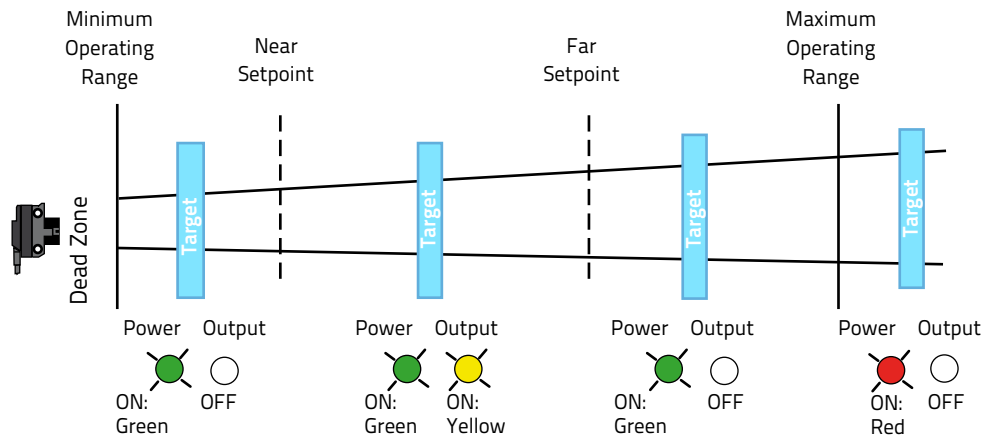 Minimum
Operating
Range
Near
Setpoint
Far
Setpoint
Maximum
Operating
Range
Dead Zone
Target
Target
Target
Target
Power Output
ON:
Green
OFF
Power Output
ON:
Green
ON:
Yellow
Power Output
ON:
Green
OFF
Power Output
ON:
Red
OFF